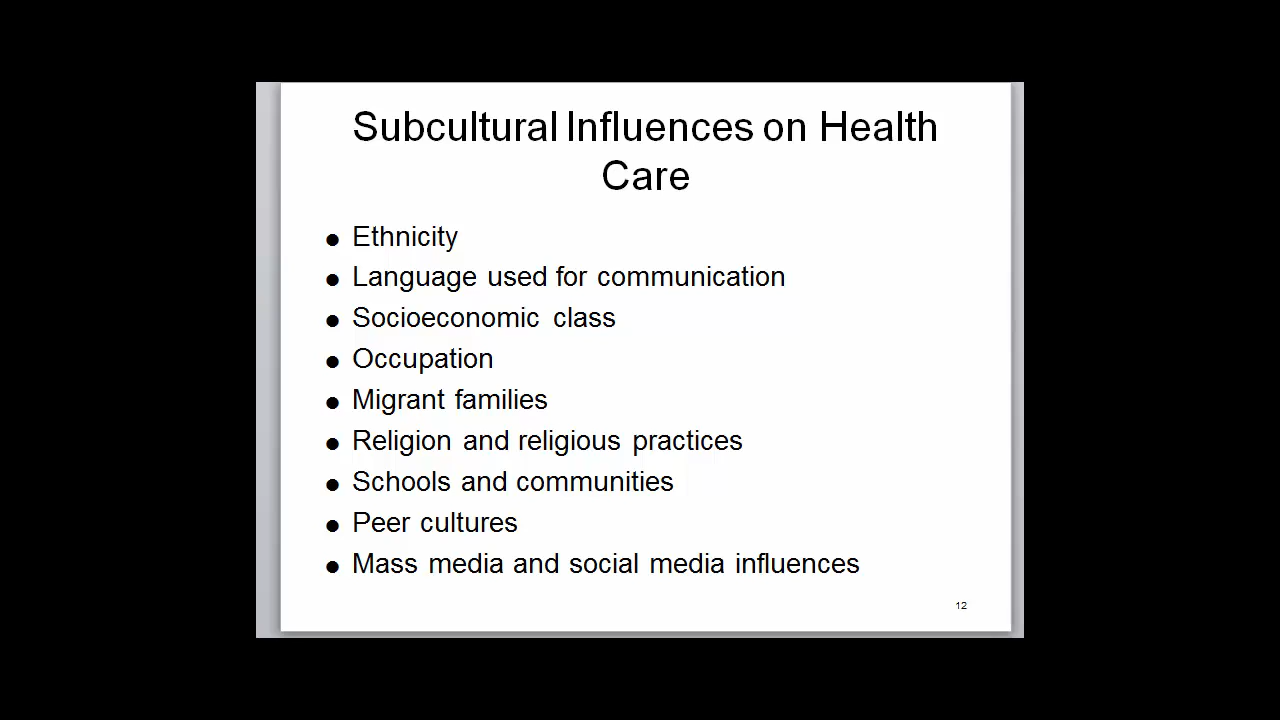 Subcultural Influences on Health
Care
● Ethnicity
● Language used for communication
● Socioeconomic class
● Occupation
● Migrant families
● Religion and religious practices
● Schools and communities
● Peer cultures
● Mass media and social media influences
12